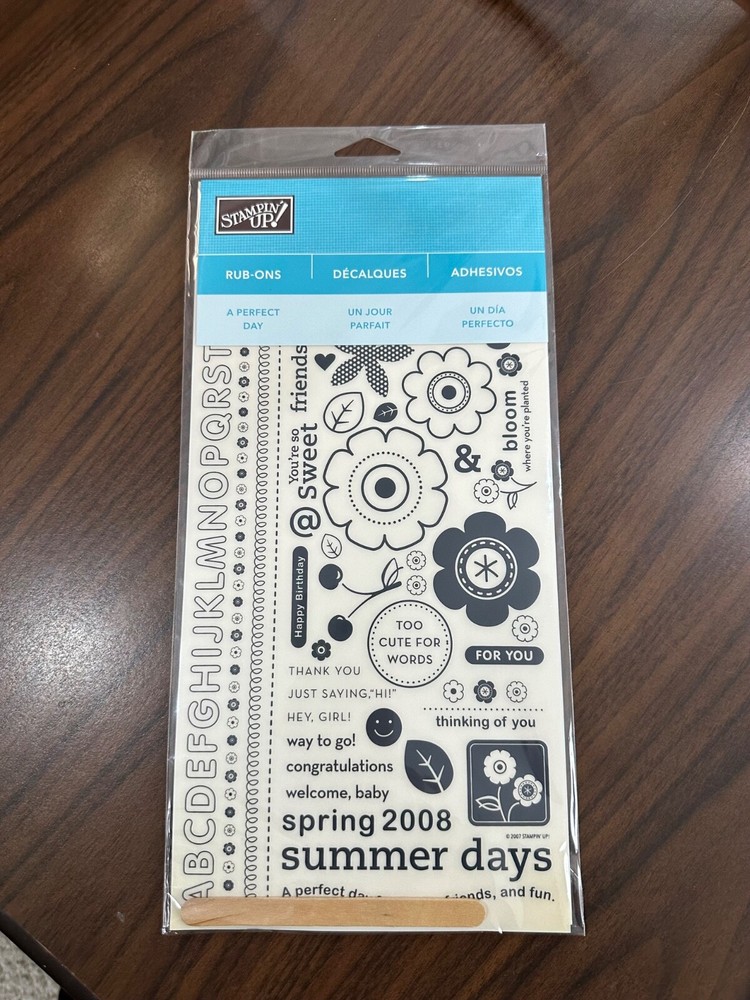 STAMPIN' UP!
RUB-ONS DÉCALQUES ADHESIVOS
A PERFECT DAY
UN JOUR PARFAIT
UN DÍA PERFECTO
ABCDEFGHIJKLMNOPQRST
friends
You're so
sweet
@
&
bloom
where you're planted
Happy Birthday
TOO
CUTE FOR
WORDS
FOR YOU
THANK YOU
JUST SAYING,"HI!"
HEY, GIRL!
way to go!
congratulations
welcome, baby
thinking of you
spring 2008
© 2007 STAMPIN' UP!
summer days
A perfect day friends, and fun.